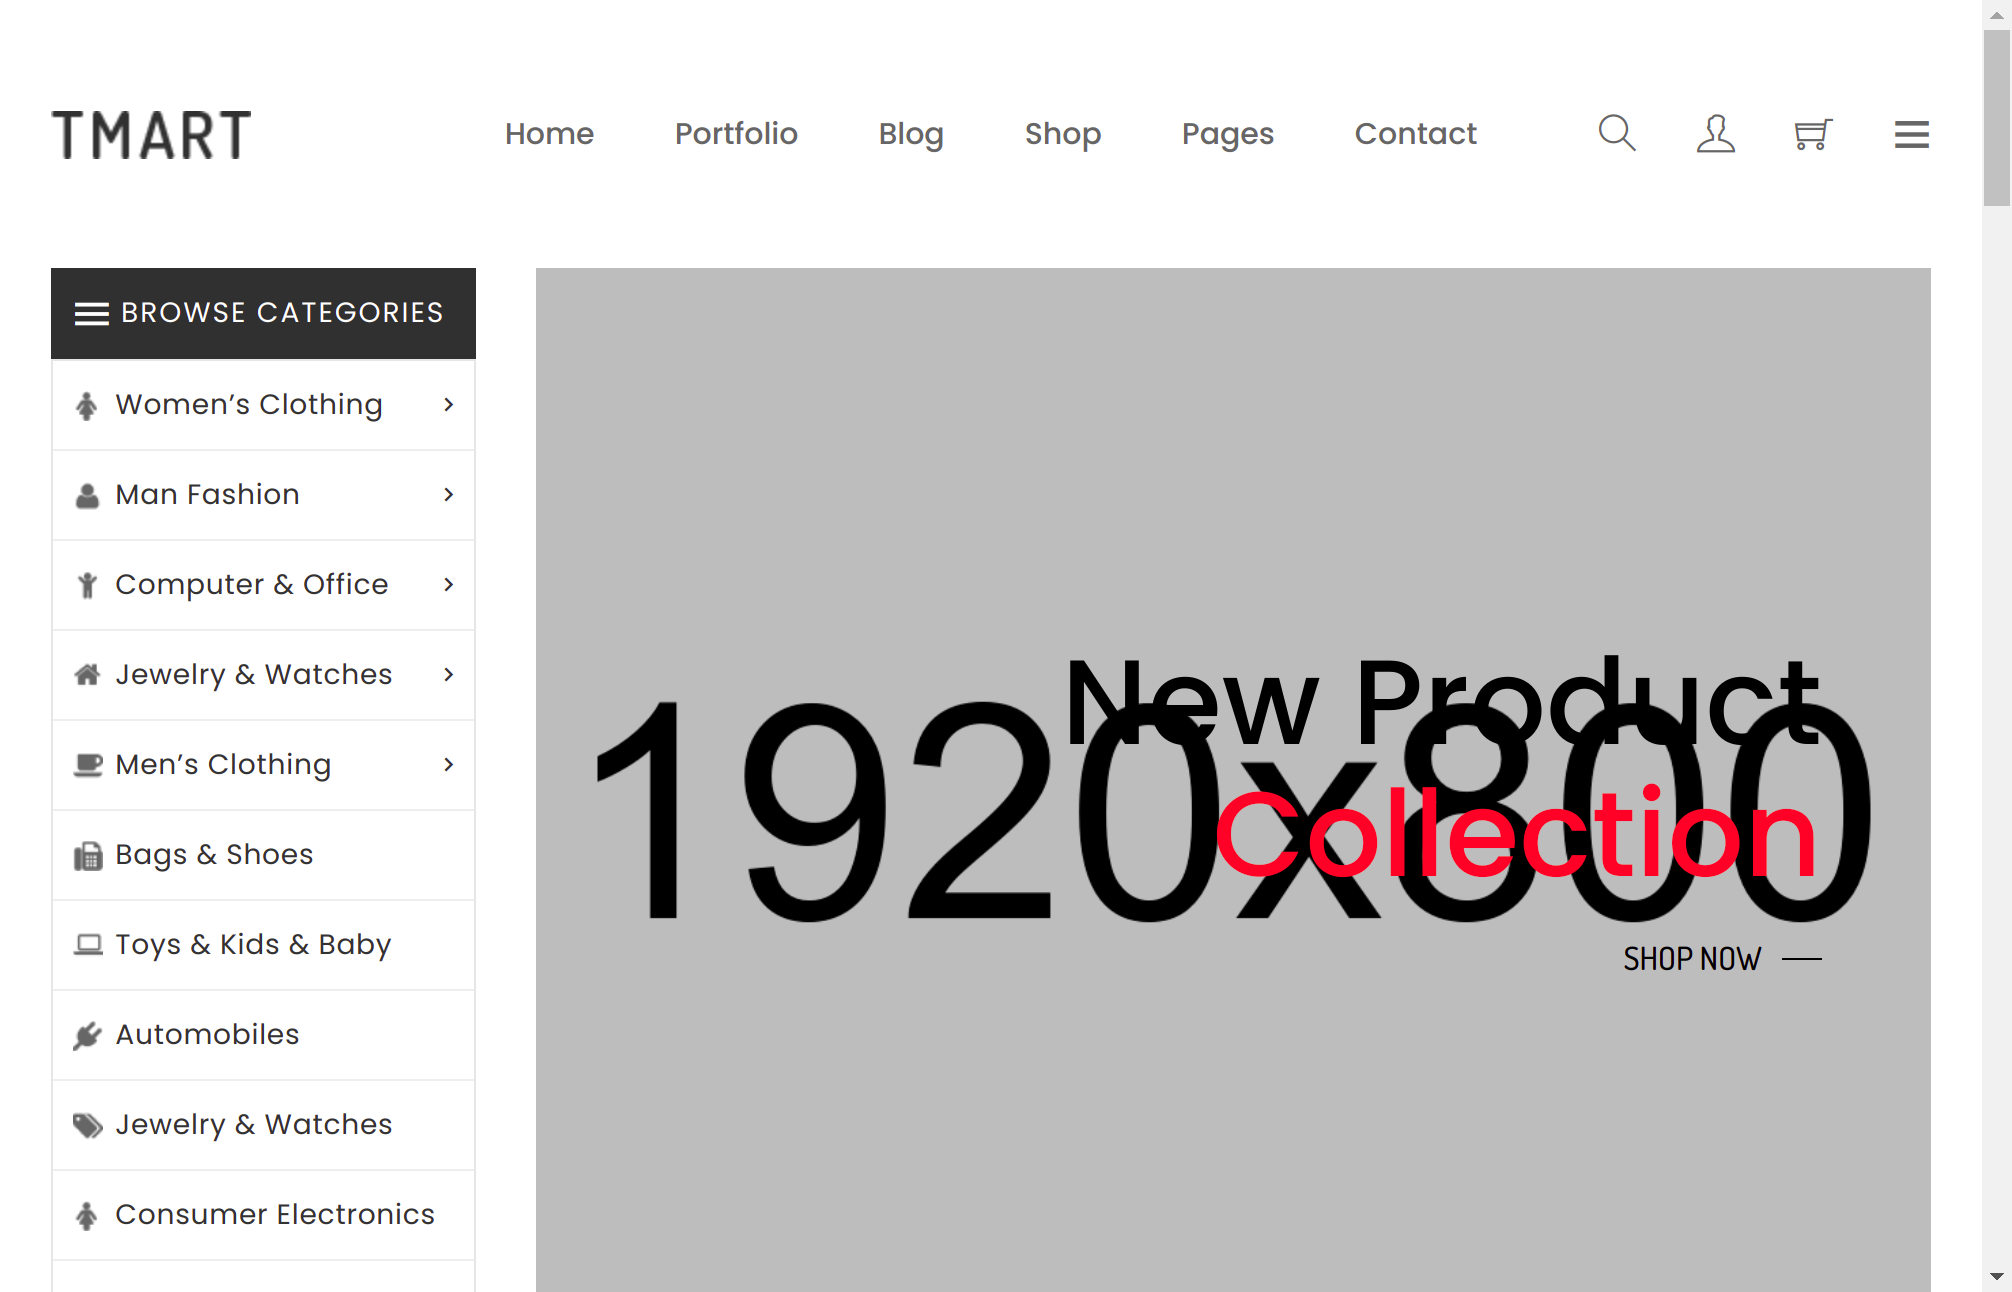 TMART
Home
Portfolio
Blog
Shop
Pages
Contact
BROWSE CATEGORIES
Women’s Clothing
Man Fashion
Computer & Office
Jewelry & Watches
Men’s Clothing
Bags & Shoes
Toys & Kids & Baby
Automobiles
Jewelry & Watches
Consumer Electronics
New Product
1920x800
Collection
SHOP NOW